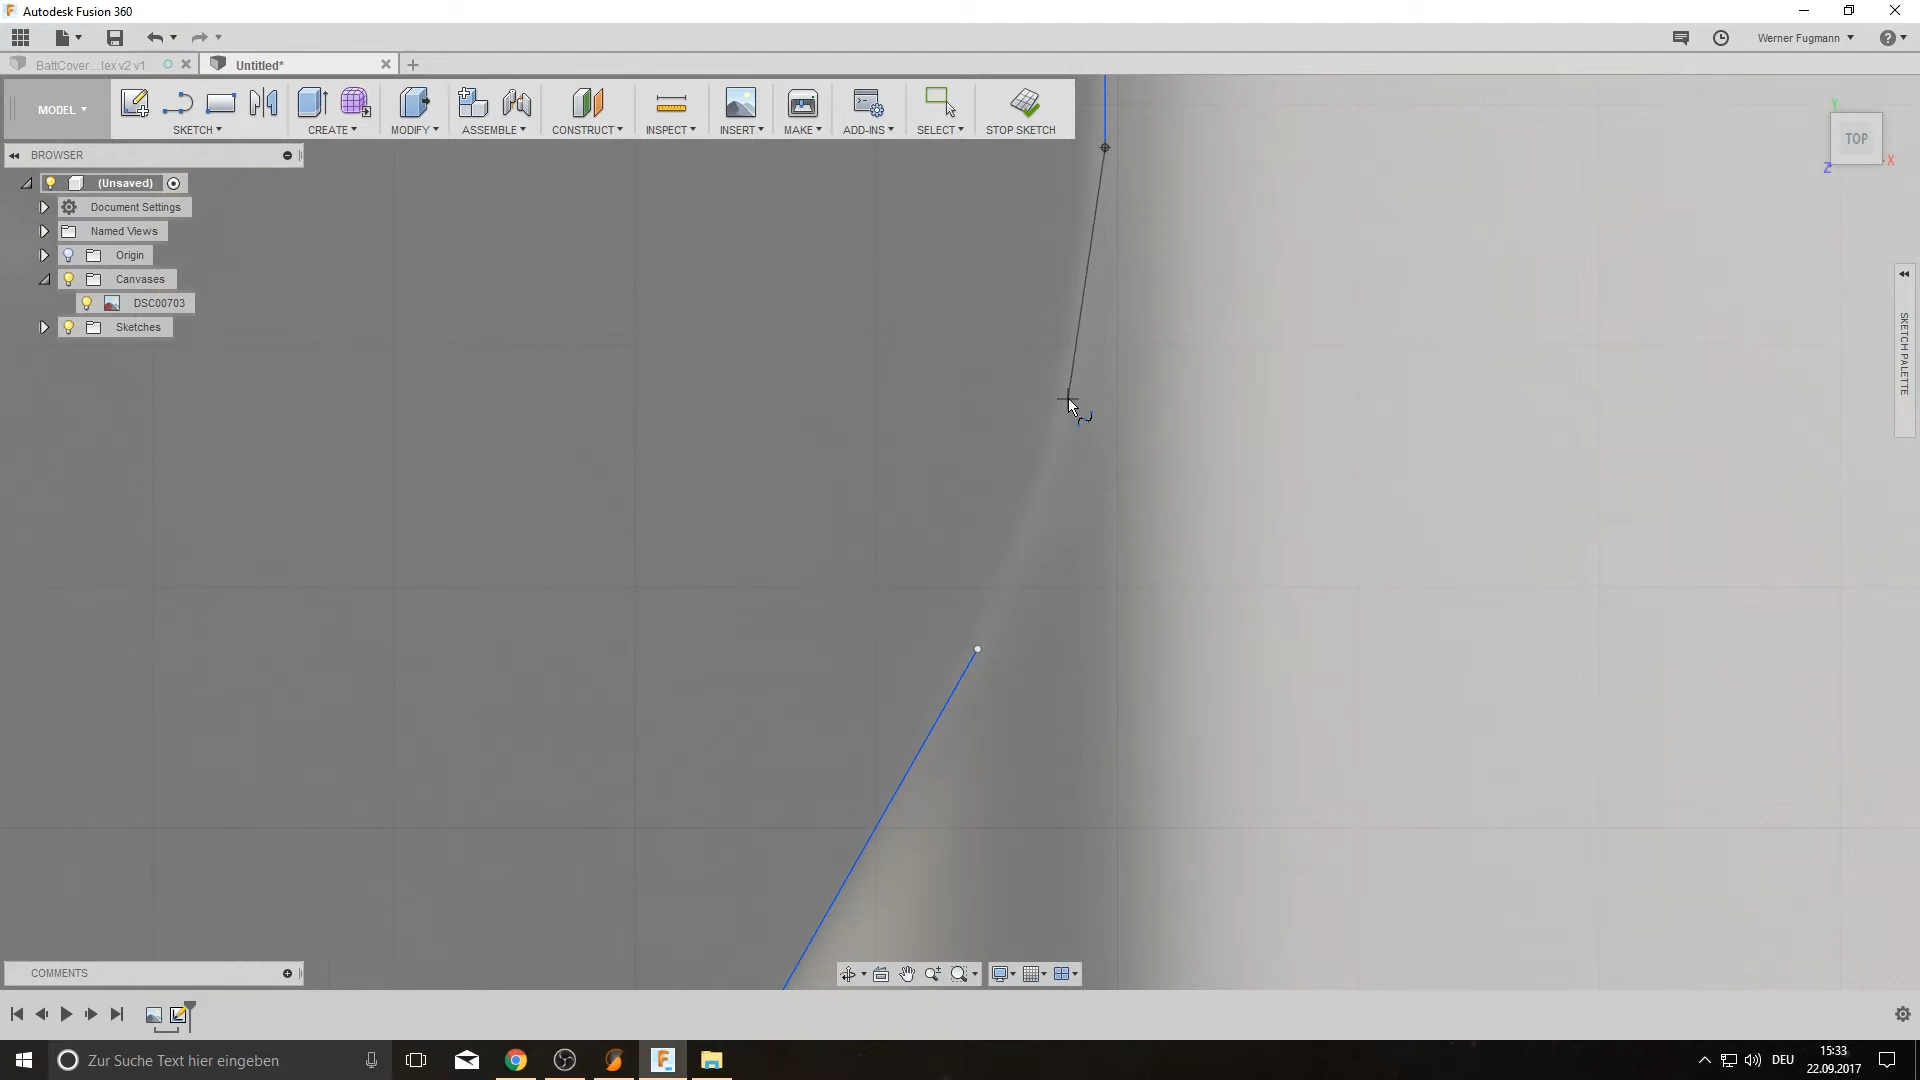 Autodesk Fusion 360
Werner Fugmann
BattCover...lex v2 v1
Untitled*
MODEL
SKETCH
CREATE
MODIFY
ASSEMBLE
CONSTRUCT
INSPECT
INSERT
MAKE
ADD-INS
SELECT
STOP SKETCH
Y
TOP
X
Z
BROWSER
(Unsaved)
Document Settings
Named Views
Origin
Canvases
DSC00703
Sketches
SKETCH PALETTE
COMMENTS
Zur Suche Text hier eingeben
DEU
15:33
22.09.2017